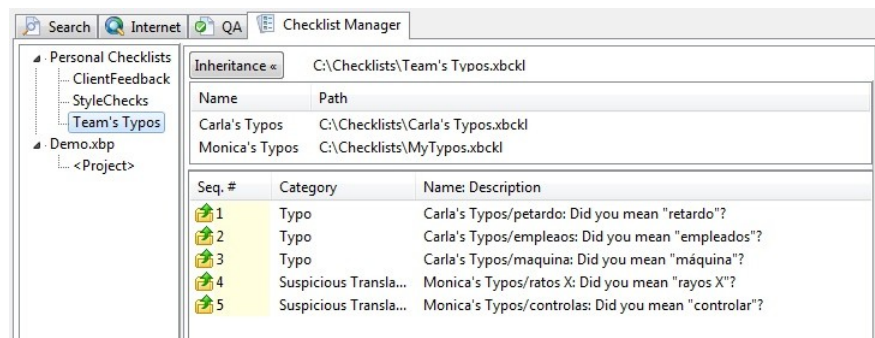 Search Internet QA Checklist Manager
Personal Checklists
ClientFeedback
StyleChecks
Team's Typos
Demo.xbp
<Project>
Inheritance « C:\Checklists\Team's Typos.xbckl
Name Path
Carla's Typos C:\Checklists\Carla's Typos.xbckl
Monica's Typos C:\Checklists\MyTypos.xbckl
Seq. # Category Name: Description
1 Typo Carla's Typos/petardo: Did you mean "retardo"?
2 Typo Carla's Typos/empleaos: Did you mean "empleados"?
3 Typo Carla's Typos/maquina: Did you mean "máquina"?
4 Suspicious Transla... Monica's Typos/ratos X: Did you mean "rayos X"?
5 Suspicious Transla... Monica's Typos/controlas: Did you mean "controlar"?